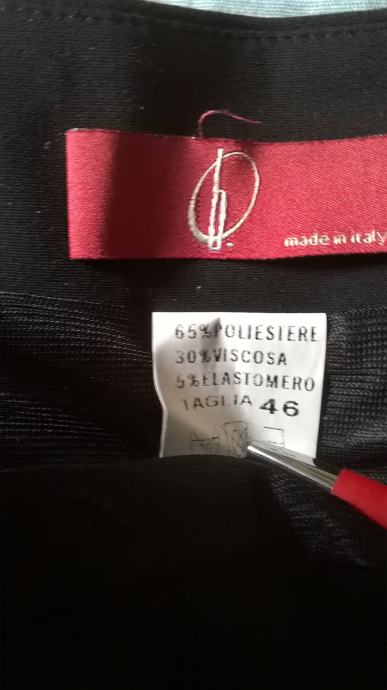 made in italy
65%POLIESTERE
30%VISCOSA
5%ELASTOMERO
TAGLIA 46